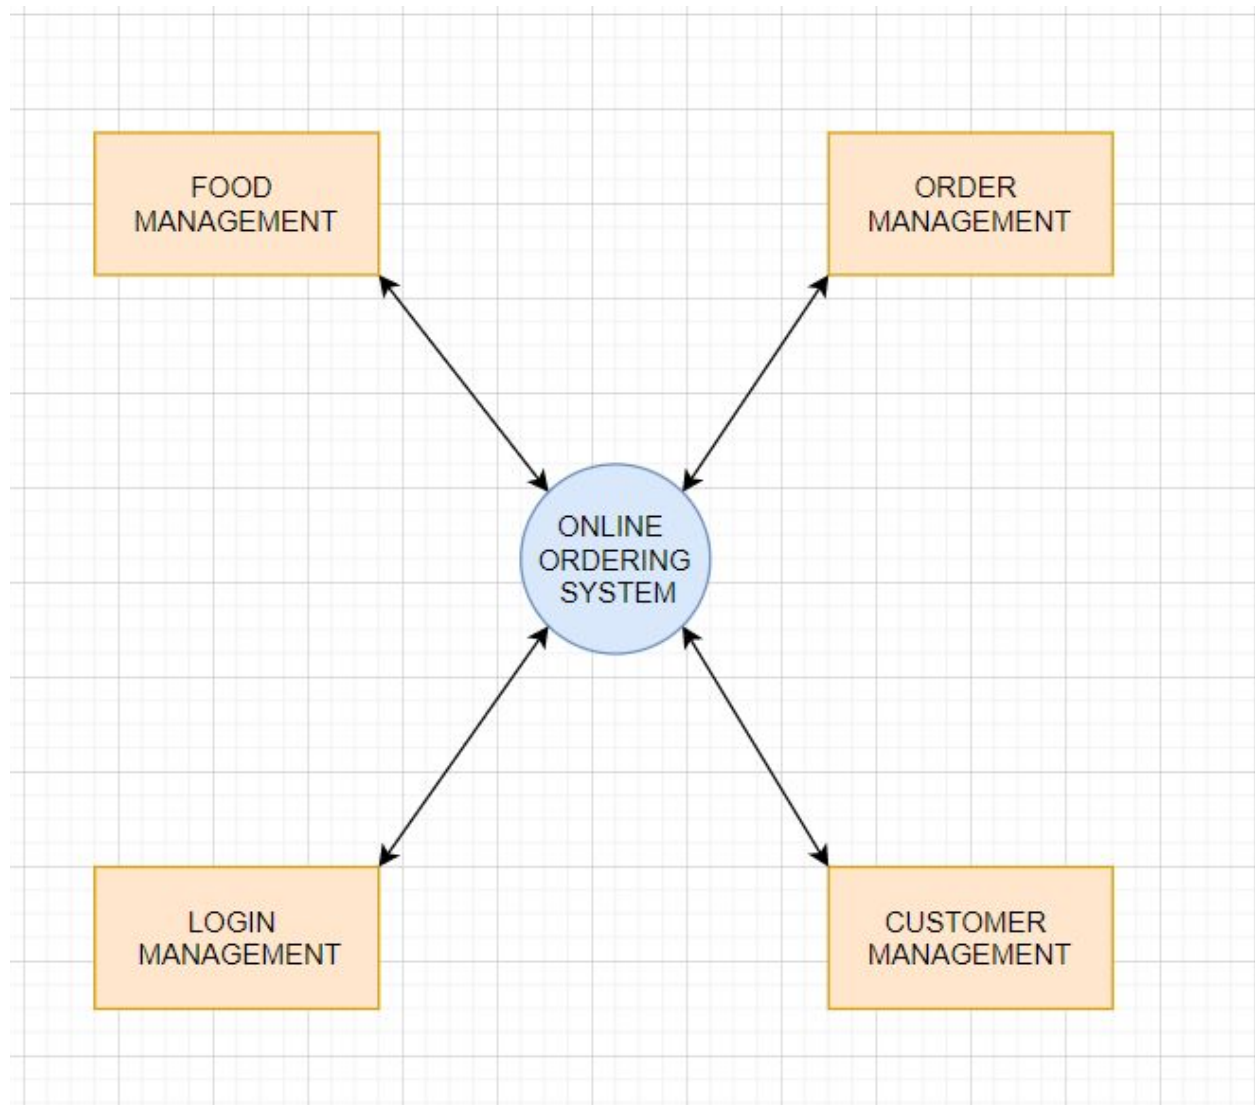 FOOD
MANAGEMENT
ORDER
MANAGEMENT
ONLINE
ORDERING
SYSTEM
LOGIN
MANAGEMENT
CUSTOMER
MANAGEMENT